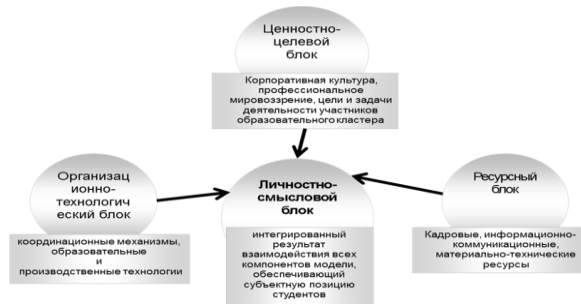 Ценностно-
целевой
блок
Корпоративная культура,
профессиональное
мировоззрение, цели и задачи
деятельности участников
образовательного кластера
Организац
ионно-
технологич
еский блок
координационные механизмы,
образовательные
и
производственные технологии
Личностно-
смысловой
блок
интегрированный
результат
взаимодействия всех
компонентов модели,
обеспечивающий
субъектную позицию
студентов
Ресурсный
блок
Кадровые, информационно-
коммуникационные,
материально-технические
ресурсы